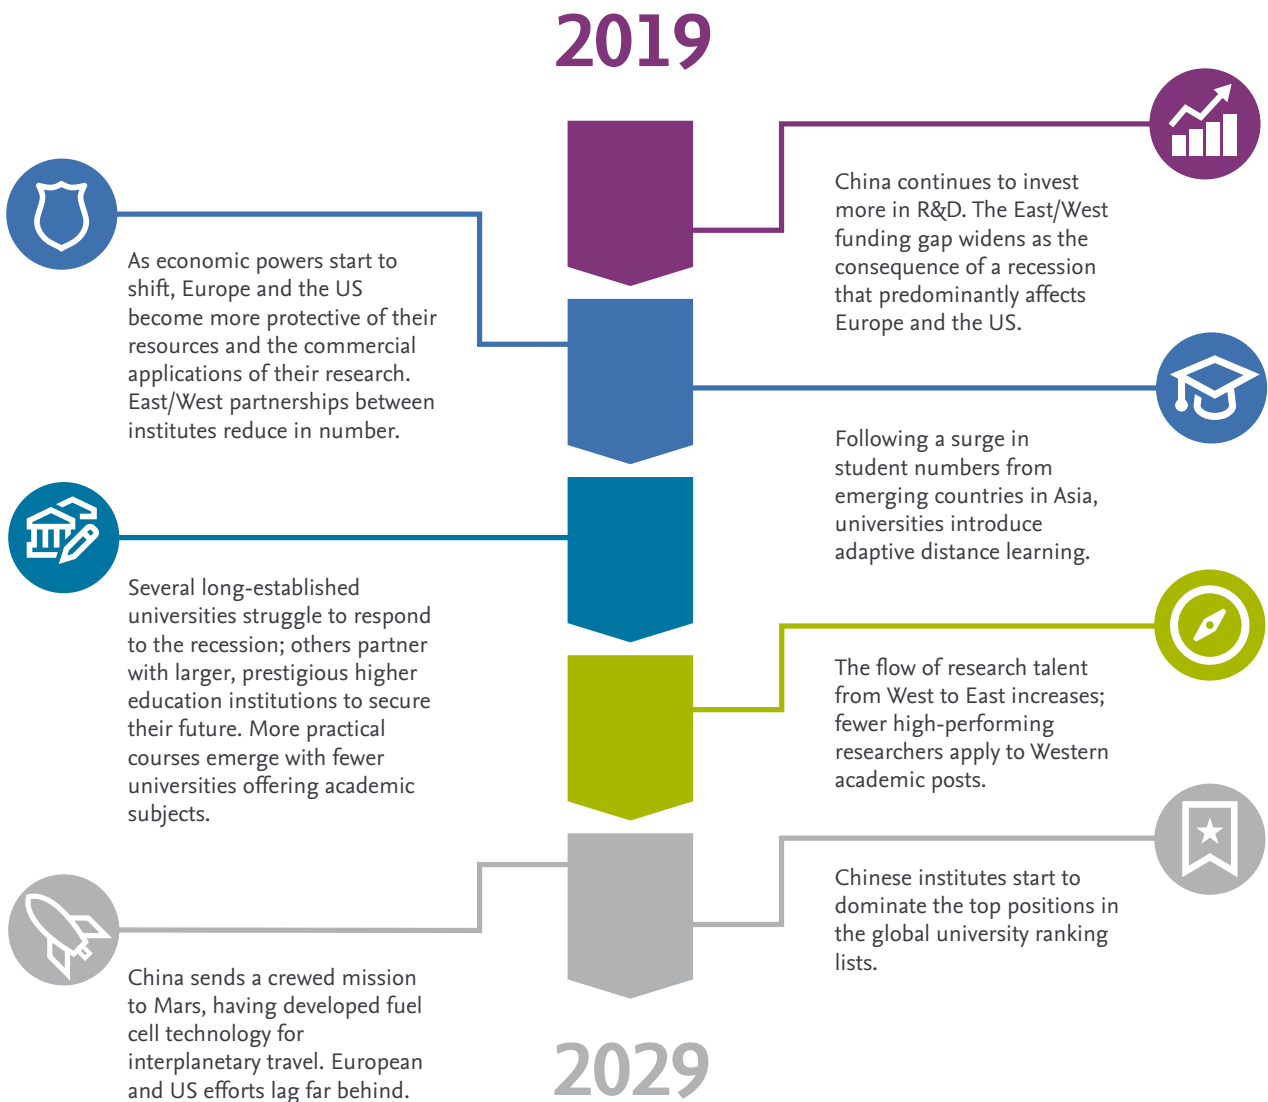 2019
China continues to invest
more in R&D. The East/West
funding gap widens as the
consequence of a recession
that predominantly affects
Europe and the US.
As economic powers start to
shift, Europe and the US
become more protective of their
resources and the commercial
applications of their research.
East/West partnerships between
institutes reduce in number.
Following a surge in
student numbers from
emerging countries in Asia,
universities introduce
adaptive distance learning.
Several long-established
universities struggle to respond
to the recession; others partner
with larger, prestigious higher
education institutions to secure
their future. More practical
courses emerge with fewer
universities offering academic
subjects.
The flow of research talent
from West to East increases;
fewer high-performing
researchers apply to Western
academic posts.
Chinese institutes start to
dominate the top positions in
the global university ranking
lists.
China sends a crewed mission
to Mars, having developed fuel
cell technology for
interplanetary travel. European
and US efforts lag far behind.
2029